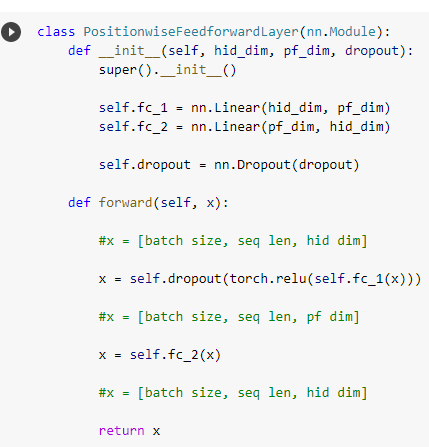 class PositionwiseFeedforwardLayer(nn.Module):
    def __init__(self, hid_dim, pf_dim, dropout):
        super().__init__()
        self.fc_1 = nn.Linear(hid_dim, pf_dim)
        self.fc_2 = nn.Linear(pf_dim, hid_dim)
        self.dropout = nn.Dropout(dropout)
    def forward(self, x):
        #x = [batch size, seq len, hid dim]
        x = self.dropout(torch.relu(self.fc_1(x)))
        #x = [batch size, seq len, pf dim]
        x = self.fc_2(x)
        #x = [batch size, seq len, hid dim]
        return x